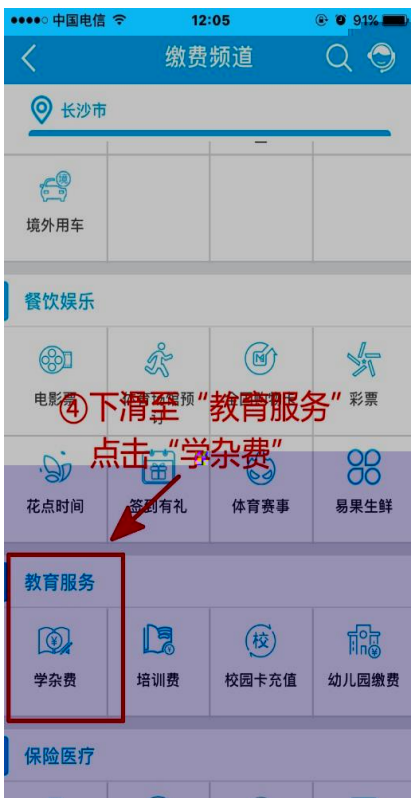 中国电信 12:05 91%
缴费频道
长沙市
境外用车
餐饮娱乐
电影票 彩票
④下滑至“教育服务”
点击“学杂费”
花点时间 签到有礼 体育赛事 易果生鲜
教育服务
学杂费 培训费 校园卡充值 幼儿园缴费
保险医疗